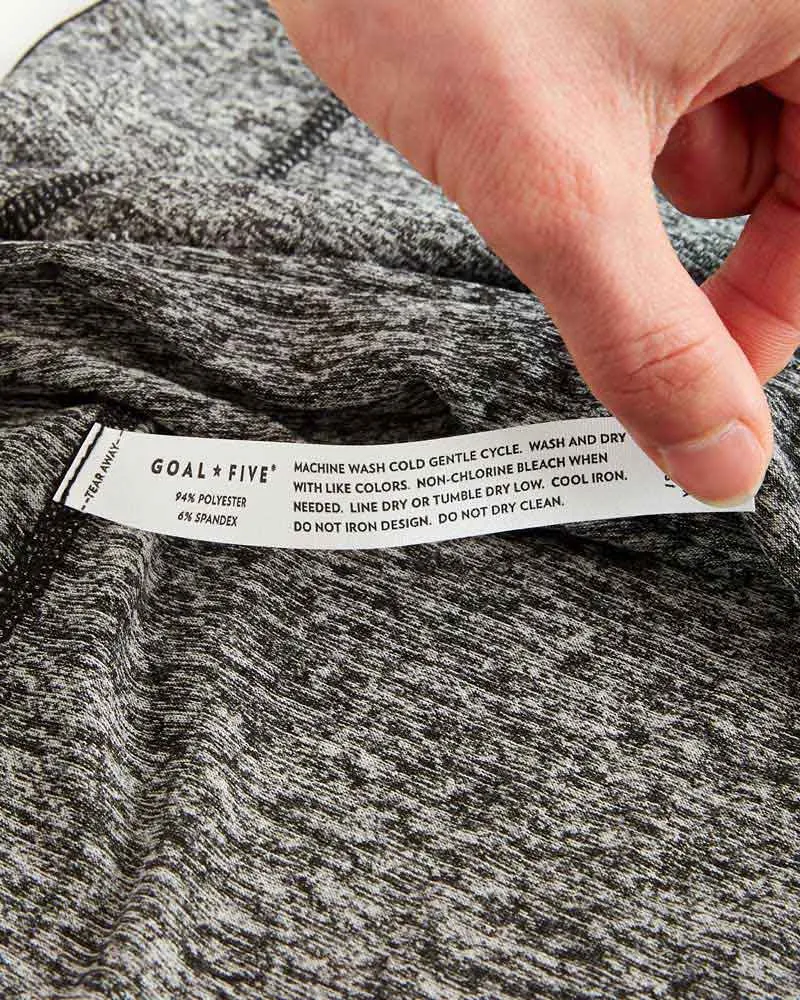 -TEAR AWAY-
GOAL★FIVE®
94% POLYESTER
6% SPANDEX
MACHINE WASH COLD GENTLE CYCLE. WASH AND DRY
WITH LIKE COLORS. NON-CHLORINE BLEACH WHEN
NEEDED. LINE DRY OR TUMBLE DRY LOW. COOL IRON.
DO NOT IRON DESIGN. DO NOT DRY CLEAN.